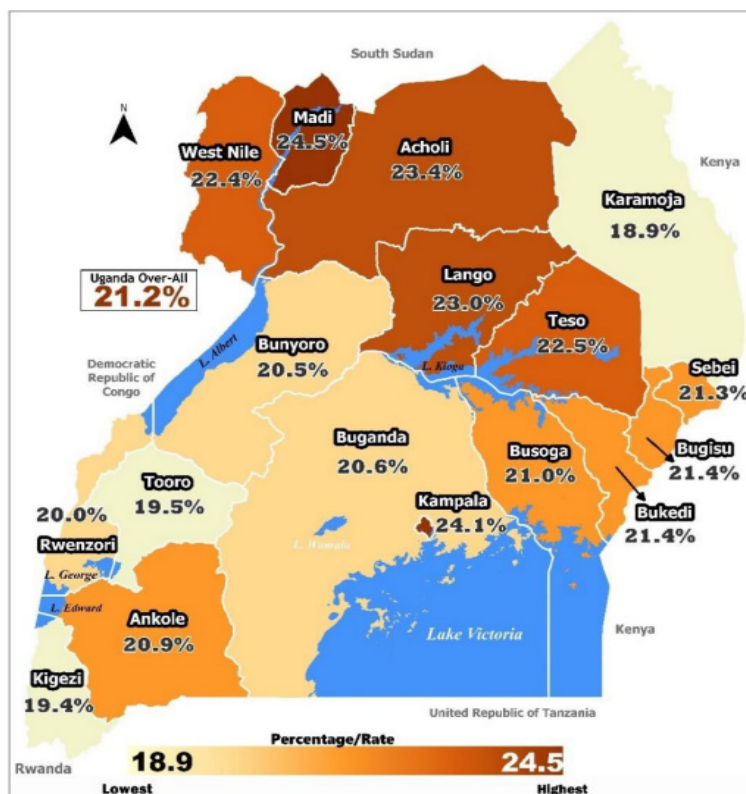 South Sudan
N
Madi
24.5%
West Nile
22.4%
Acholi
23.4%
Kenya
Karamoja
18.9%
Uganda Over-All
21.2%
Lango
23.0%
Teso
22.5%
L. Albert
Bunyoro
20.5%
L. Kioga
Democratic
Republic of
Congo
Sebei
21.3%
Buganda
20.6%
Busoga
21.0%
Bugisu
21.4%
Tooro
19.5%
Kampala
24.1%
Bukedi
21.4%
20.0%
Rwenzori
L. Wamala
L. George
L. Edward
Ankole
20.9%
Lake Victoria
Kenya
Kigezi
19.4%
United Republic of Tanzania
Percentage/Rate
18.9
24.5
Rwanda
Lowest
Highest